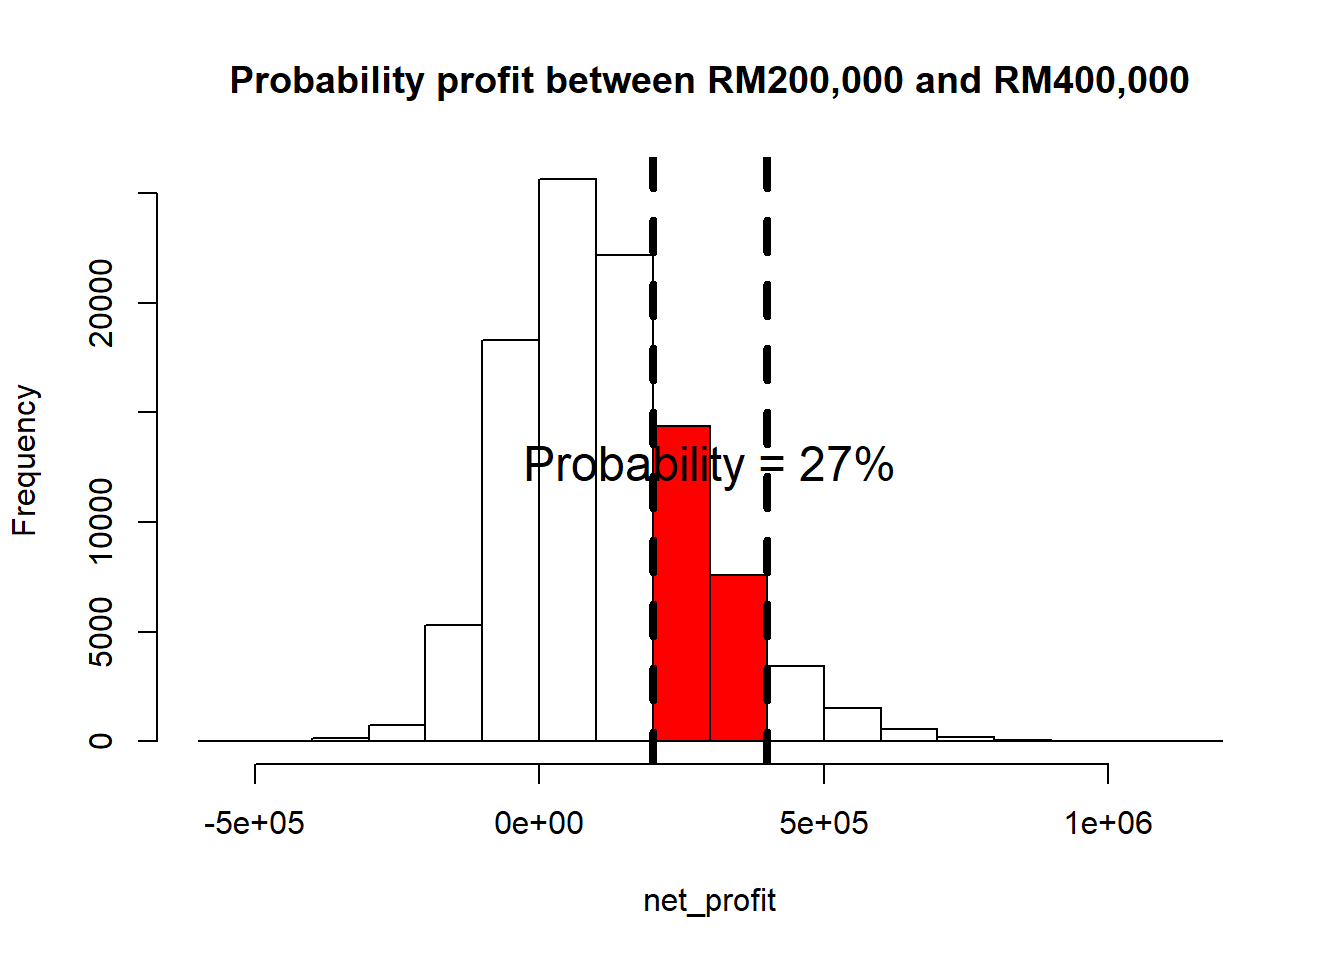 Probability profit between RM200,000 and RM400,000
Frequency
20000
10000
5000
0
Probability = 27%
-5e+05 0e+00 5e+05 1e+06
net_profit